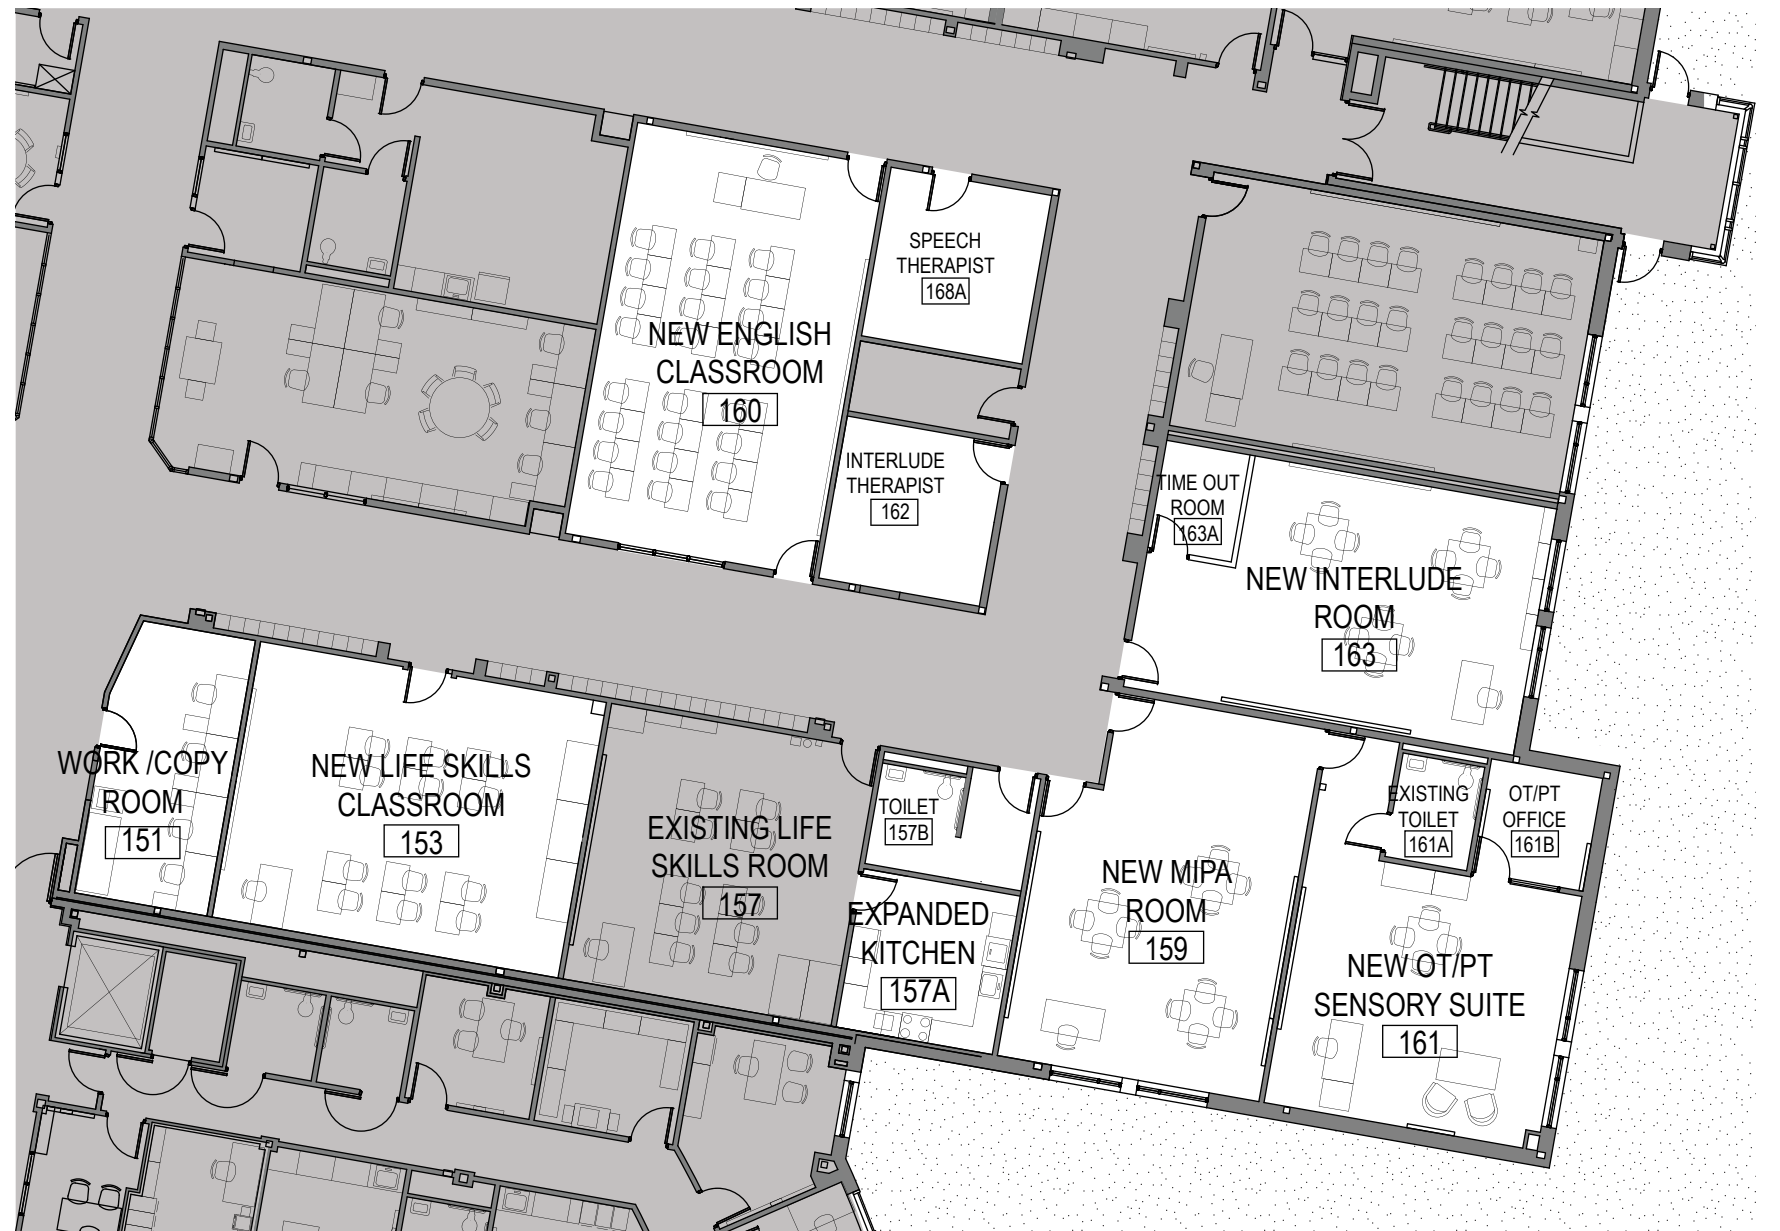 SPEECH
THERAPIST
168A
NEW ENGLISH
CLASSROOM
160
INTERLUDE
THERAPIST
162
TIME OUT
ROOM
163A
NEW INTERLUDE
ROOM
163
WORK /COPY
ROOM
151
NEW LIFE SKILLS
CLASSROOM
153
EXISTING LIFE
SKILLS ROOM
157
TOILET
157B
EXPANDED
KITCHEN
157A
NEW MIPA
ROOM
159
EXISTING
TOILET
161A
OT/PT
OFFICE
161B
NEW OT/PT
SENSORY SUITE
161